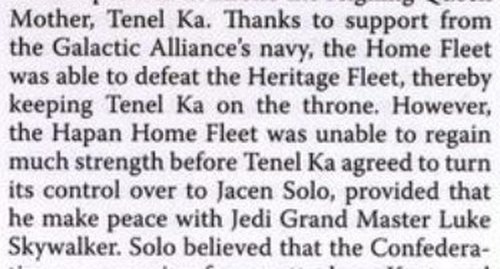 Mother, Tenel Ka. Thanks to support from
the Galactic Alliance's navy, the Home Fleet
was able to defeat the Heritage Fleet, thereby
keeping Tenel Ka on the throne. However,
the Hapan Home Fleet was unable to regain
much strength before Tenel Ka agreed to turn
its control over to Jacen Solo, provided that
he make peace with Jedi Grand Master Luke
Skywalker. Solo believed that the Confedera-